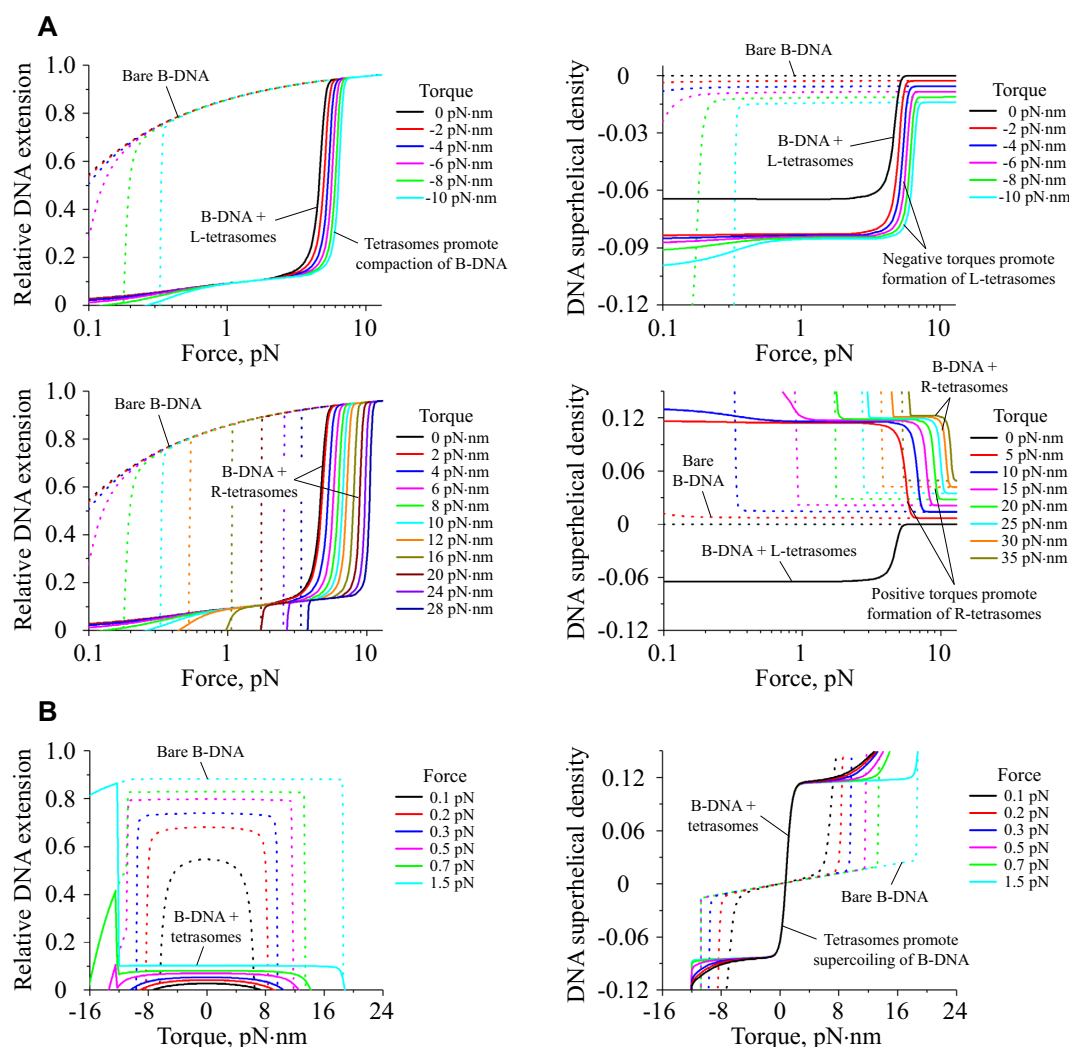 A
Relative DNA extension
1.0
0.8
0.6
0.4
0.2
0
0.1
1
10
Force, pN
Bare B-DNA
B-DNA +
L-tetrasomes
Tetrasomes promote
compaction of B-DNA
Torque
0 pN·nm
-2 pN·nm
-4 pN·nm
-6 pN·nm
-8 pN·nm
-10 pN·nm
DNA superhelical density
0
-0.03
-0.06
-0.09
-0.12
0.1
1
10
Force, pN
Bare B-DNA
B-DNA +
L-tetrasomes
Negative torques promote
formation of L-tetrasomes
Torque
0 pN·nm
-2 pN·nm
-4 pN·nm
-6 pN·nm
-8 pN·nm
-10 pN·nm
Relative DNA extension
1.0
0.8
0.6
0.4
0.2
0
0.1
1
10
Force, pN
Bare B-DNA
B-DNA +
R-tetrasomes
Torque
0 pN·nm
2 pN·nm
4 pN·nm
6 pN·nm
8 pN·nm
10 pN·nm
12 pN·nm
16 pN·nm
20 pN·nm
24 pN·nm
28 pN·nm
DNA superhelical density
0.12
0.06
0
-0.06
-0.12
0.1
1
10
Force, pN
B-DNA +
R-tetrasomes
Bare
B-DNA
B-DNA + L-tetrasomes
Positive torques promote
formation of R-tetrasomes
Torque
0 pN·nm
5 pN·nm
10 pN·nm
15 pN·nm
20 pN·nm
25 pN·nm
30 pN·nm
35 pN·nm
B
Relative DNA extension
1.0
0.8
0.6
0.4
0.2
0
-16
-8
0
8
16
24
Torque, pN·nm
Bare B-DNA
B-DNA +
tetrasomes
Force
0.1 pN
0.2 pN
0.3 pN
0.5 pN
0.7 pN
1.5 pN
DNA superhelical density
0.12
0.06
0
-0.06
-0.12
-16
-8
0
8
16
24
Torque, pN·nm
B-DNA +
tetrasomes
Bare B-DNA
Tetrasomes promote
supercoiling of B-DNA
Force
0.1 pN
0.2 pN
0.3 pN
0.5 pN
0.7 pN
1.5 pN